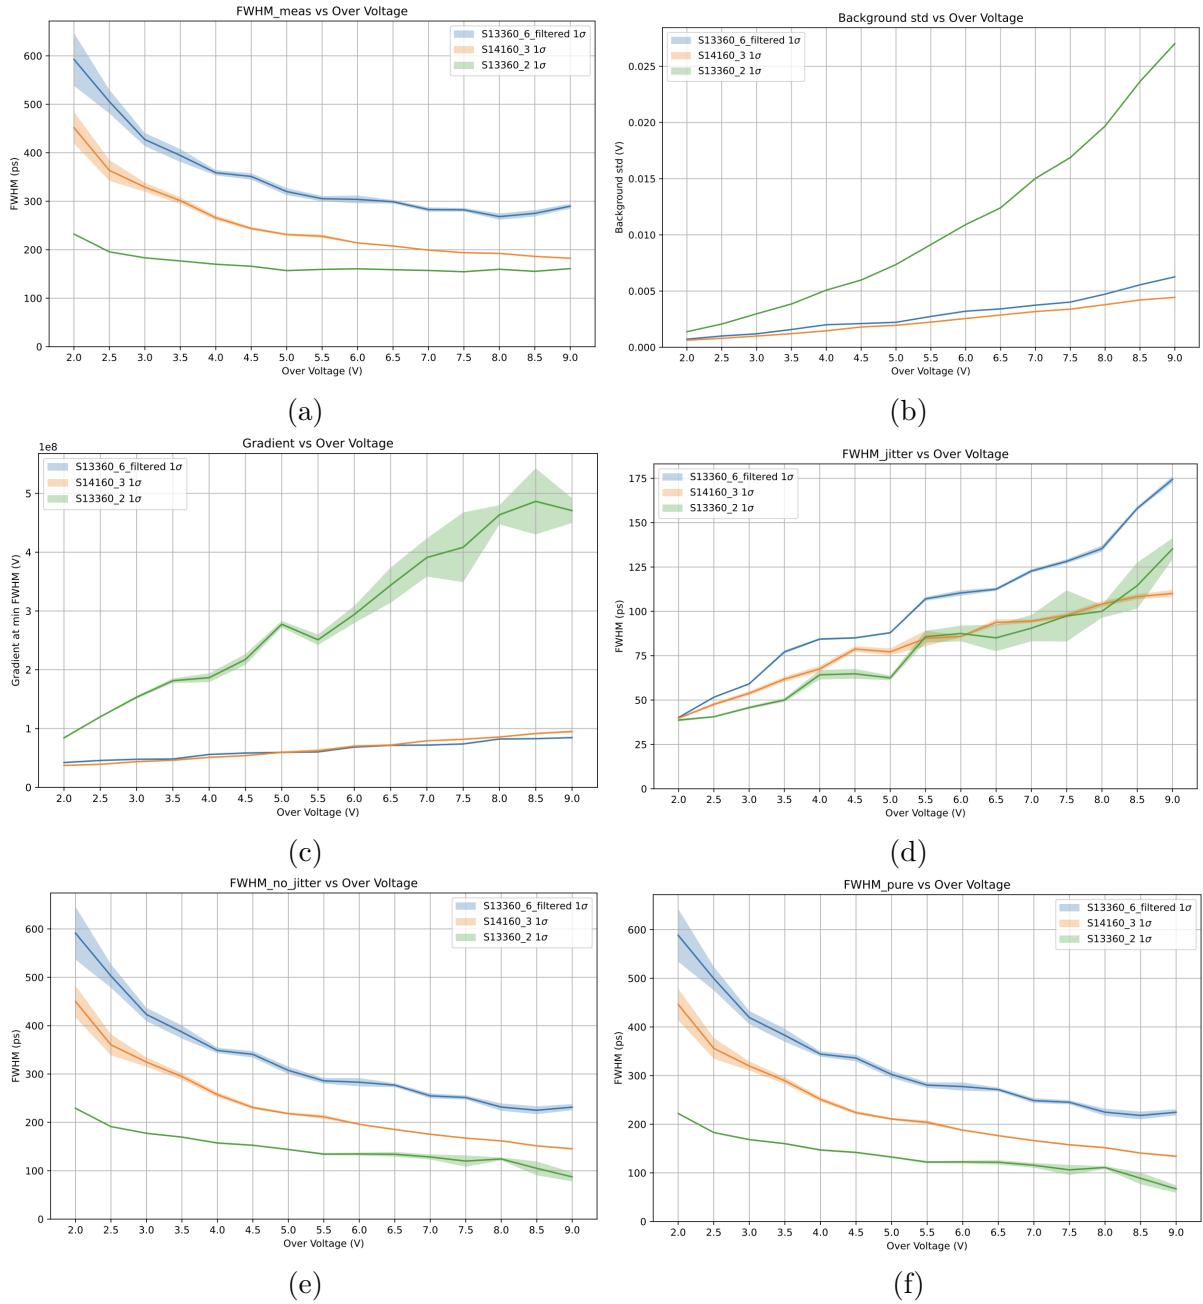 FWHM_meas vs Over Voltage
S13360_6_filtered 1σ
S14160_3 1σ
S13360_2 1σ
FWHM (ps)
600
500
400
300
200
100
0
2.0 2.5 3.0 3.5 4.0 4.5 5.0 5.5 6.0 6.5 7.0 7.5 8.0 8.5 9.0
Over Voltage (V)
(a)
Background std vs Over Voltage
S13360_6_filtered 1σ
S14160_3 1σ
S13360_2 1σ
Background std (V)
0.025
0.020
0.015
0.010
0.005
0.000
2.0 2.5 3.0 3.5 4.0 4.5 5.0 5.5 6.0 6.5 7.0 7.5 8.0 8.5 9.0
Over Voltage (V)
(b)
Gradient vs Over Voltage
1e8
S13360_6_filtered 1σ
S14160_3 1σ
S13360_2 1σ
Gradient at min FWHM (V)
5
4
3
2
1
0
2.0 2.5 3.0 3.5 4.0 4.5 5.0 5.5 6.0 6.5 7.0 7.5 8.0 8.5 9.0
Over Voltage (V)
(c)
FWHM_jitter vs Over Voltage
S13360_6_filtered 1σ
S14160_3 1σ
S13360_2 1σ
FWHM (ps)
175
150
125
100
75
50
25
0
2.0 2.5 3.0 3.5 4.0 4.5 5.0 5.5 6.0 6.5 7.0 7.5 8.0 8.5 9.0
Over Voltage (V)
(d)
FWHM_no_jitter vs Over Voltage
S13360_6_filtered 1σ
S14160_3 1σ
S13360_2 1σ
FWHM (ps)
600
500
400
300
200
100
0
2.0 2.5 3.0 3.5 4.0 4.5 5.0 5.5 6.0 6.5 7.0 7.5 8.0 8.5 9.0
Over Voltage (V)
(e)
FWHM_pure vs Over Voltage
S13360_6_filtered 1σ
S14160_3 1σ
S13360_2 1σ
FWHM (ps)
600
500
400
300
200
100
0
2.0 2.5 3.0 3.5 4.0 4.5 5.0 5.5 6.0 6.5 7.0 7.5 8.0 8.5 9.0
Over Voltage (V)
(f)